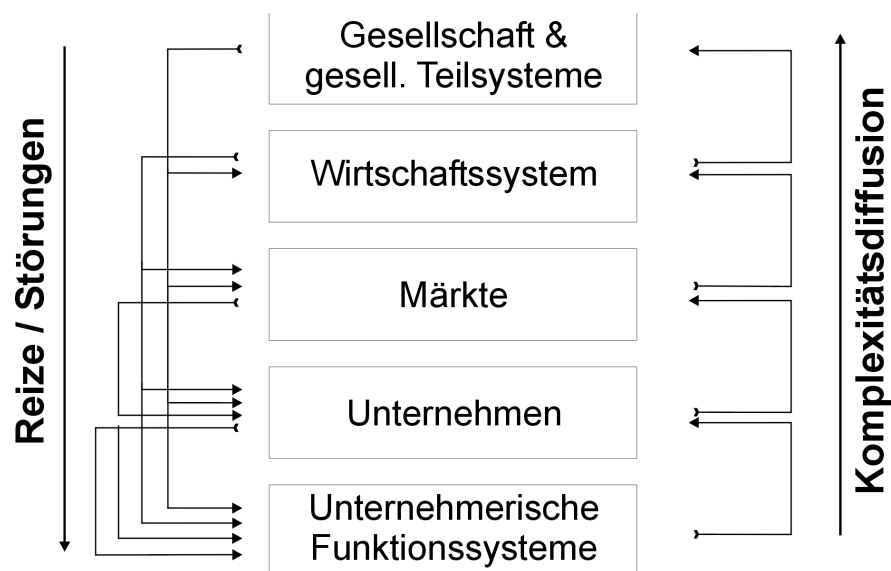 Gesellschaft &
gesell. Teilsysteme
Wirtschaftssystem
Märkte
Unternehmen
Unternehmerische
Funktionssysteme
Reize / Störungen
Komplexitätsdiffusion